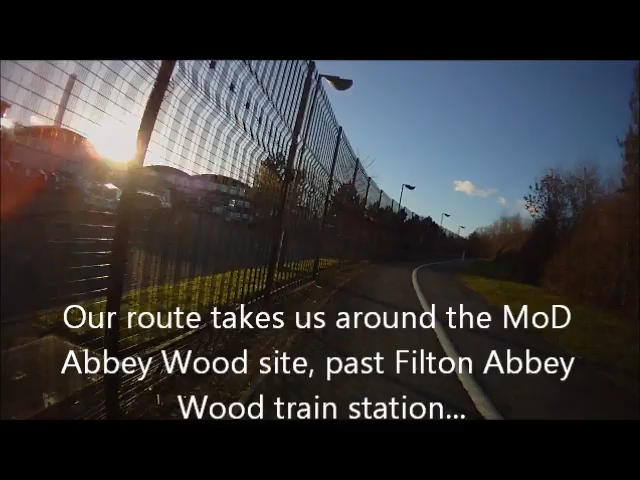 Our route takes us around the MoD
Abbey Wood site, past Filton Abbey
Wood train station...